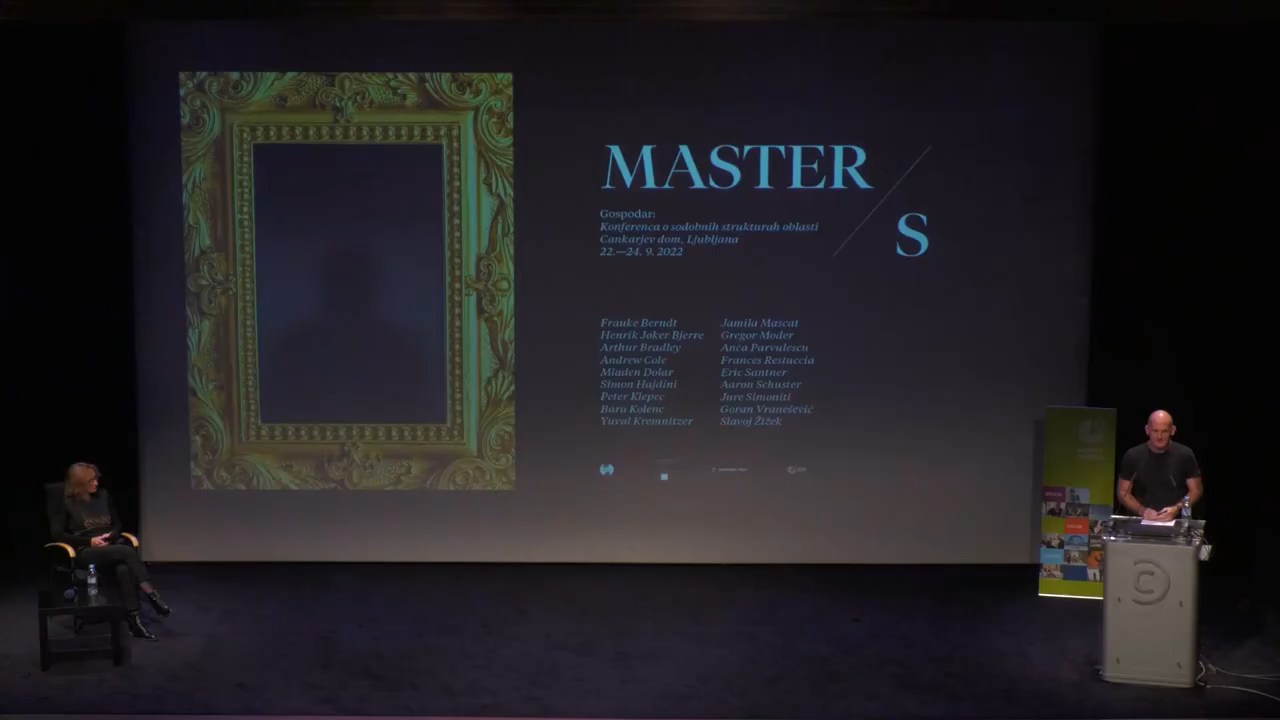 MASTER
S
Gospodar:
Konferenca o sodobnih strukturah oblasti
Cankarjev dom, Ljubljana
22.—24. 9. 2022
Frauke Berndt
Henrik Jøker Bjerre
Arthur Bradley
Andrew Cole
Mladen Dolar
Simon Hajdini
Peter Klepec
Bara Kolenc
Yuval Kremnitzer
Jamila Mascat
Gregor Moder
Anca Parvulescu
Frances Restuccia
Eric Santner
Aaron Schuster
Jure Simoniti
Goran Vranešević
Slavoj Žižek